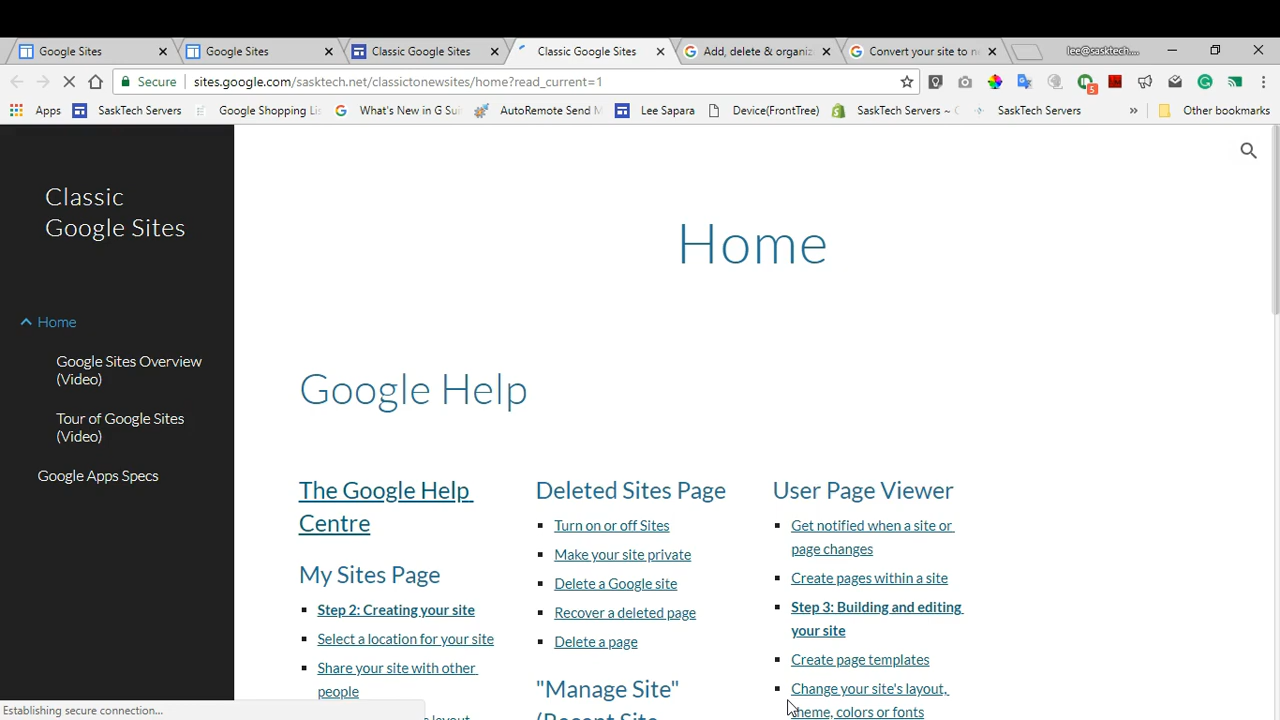 Google Sites
Google Sites
Classic Google Sites
Classic Google Sites
Add, delete & organiz
Convert your site to n
lee@sasktech....
Secure
sites.google.com/sasktech.net/classictonewsites/home?read_current=1
5
Apps
SaskTech Servers
Google Shopping Lis
What's New in G Sui
AutoRemote Send M
Lee Sapara
Device(FrontTree)
SaskTech Servers ~ C
SaskTech Servers
»
Other bookmarks
Classic
Google Sites
Home
Google Sites Overview
(Video)
Tour of Google Sites
(Video)
Google Apps Specs
Home
Google Help
The Google Help
Centre
My Sites Page
Step 2: Creating your site
Select a location for your site
Share your site with other
people
Deleted Sites Page
Turn on or off Sites
Make your site private
Delete a Google site
Recover a deleted page
Delete a page
"Manage Site"
(Recent Site
User Page Viewer
Get notified when a site or
page changes
Create pages within a site
Step 3: Building and editing
your site
Create page templates
Change your site's layout,
theme, colors or fonts
Establishing secure connection...